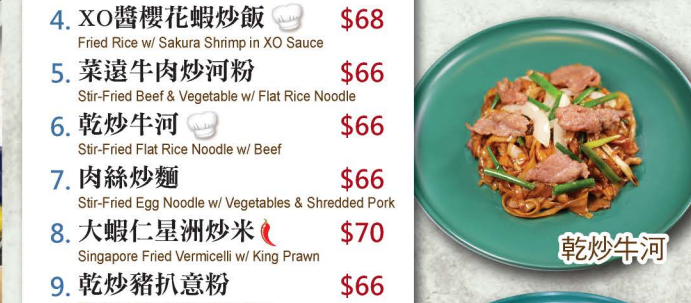 4. XO醬櫻花蝦炒飯 $68
Fried Rice w/ Sakura Shrimp in XO Sauce
5. 菜遠牛肉炒河粉 $66
Stir-Fried Beef & Vegetable w/ Flat Rice Noodle
6. 乾炒牛河 $66
Stir-Fried Flat Rice Noodle w/ Beef
7. 肉絲炒麵 $66
Stir-Fried Egg Noodle w/ Vegetables & Shredded Pork
8. 大蝦仁星洲炒米 $70
Singapore Fried Vermicelli w/ King Prawn
9. 乾炒豬扒意粉 $66
乾炒牛河